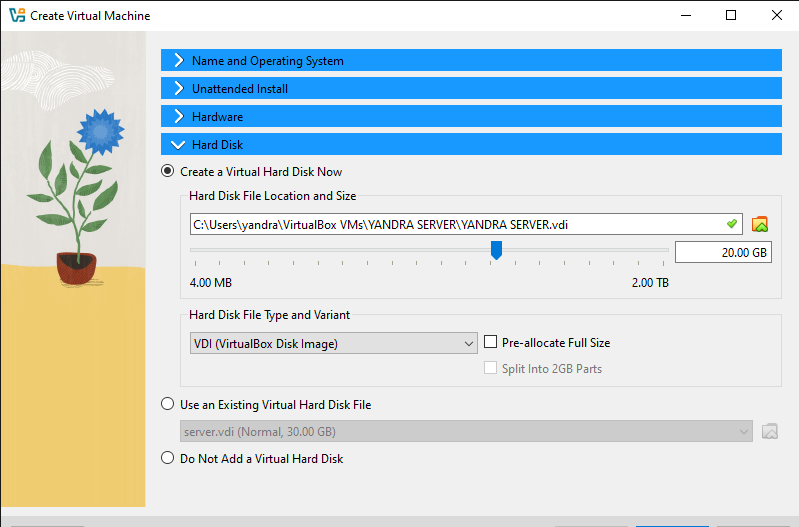 Create Virtual Machine
Name and Operating System
Unattended Install
Hardware
Hard Disk
Create a Virtual Hard Disk Now
Hard Disk File Location and Size
C:\Users\yandra\VirtualBox VMs\YANDRA SERVER\YANDRA SERVER.vdi
20.00 GB
4.00 MB 2.00 TB
Hard Disk File Type and Variant
VDI (VirtualBox Disk Image) Pre-allocate Full Size
Split Into 2GB Parts
Use an Existing Virtual Hard Disk File
server.vdi (Normal, 30.00 GB)
Do Not Add a Virtual Hard Disk